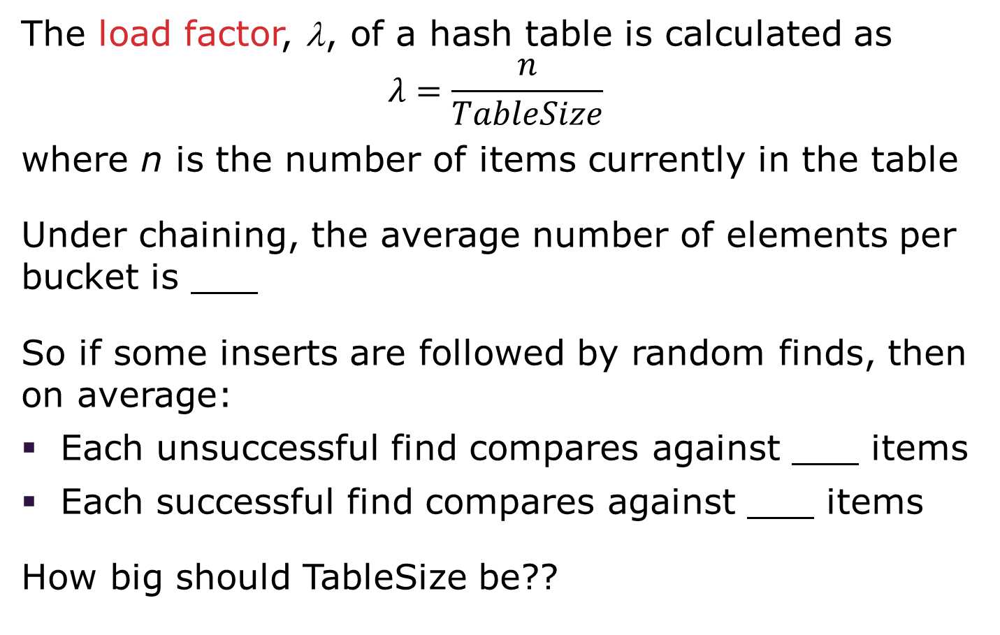 The load factor, λ, of a hash table is calculated as
λ = n / TableSize
where n is the number of items currently in the table
Under chaining, the average number of elements per
bucket is ____
So if some inserts are followed by random finds, then
on average:
▪ Each unsuccessful find compares against ____ items
▪ Each successful find compares against ____ items
How big should TableSize be??